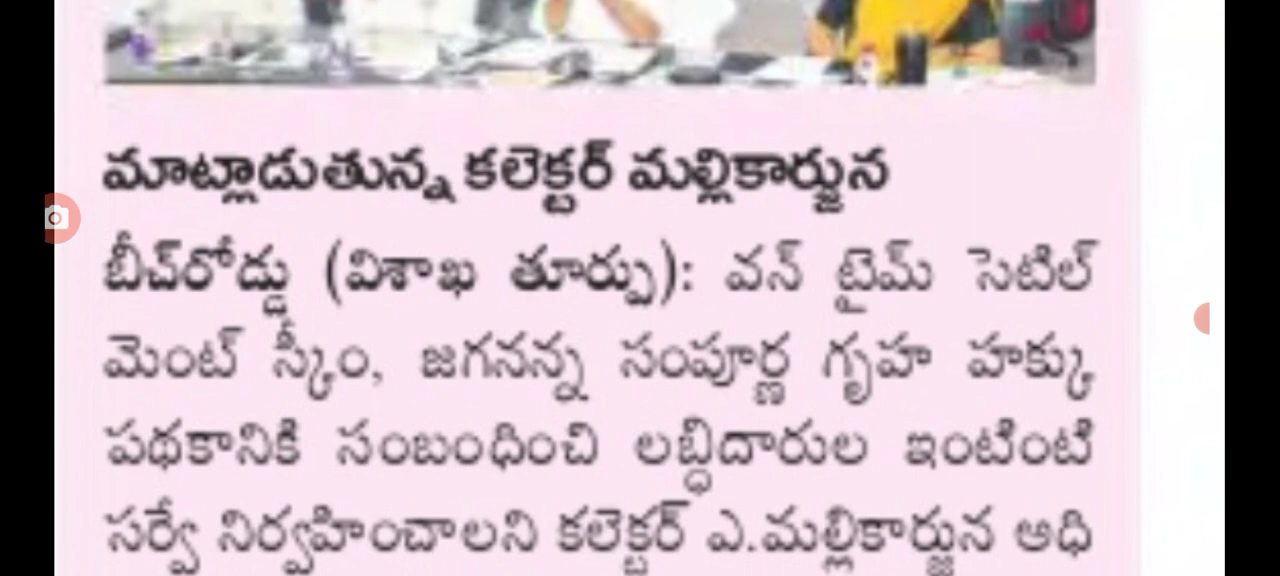 మాట్లాడుతున్న కలెక్టర్ మల్లికార్జున
బీచ్‌రోడ్డు (విశాఖ తూర్పు): వన్ టైమ్ సెటిల్
మెంట్ స్కీం, జగనన్న సంపూర్ణ గృహ హక్కు
పథకానికి సంబంధించి లబ్ధిదారుల ఇంటింటి
సర్వే నిర్వహించాలని కలెక్టర్ ఎ.మల్లికార్జున అధి